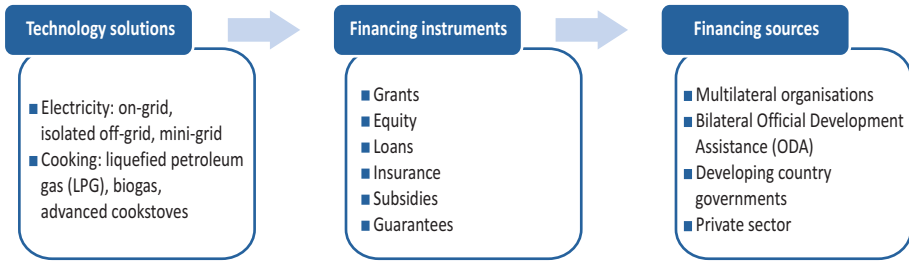 Technology solutions
Electricity: on-grid,
isolated off-grid, mini-grid
Cooking: liquefied petroleum
gas (LPG), biogas,
advanced cookstoves
Financing instruments
Grants
Equity
Loans
Insurance
Subsidies
Guarantees
Financing sources
Multilateral organisations
Bilateral Official Development
Assistance (ODA)
Developing country
governments
Private sector